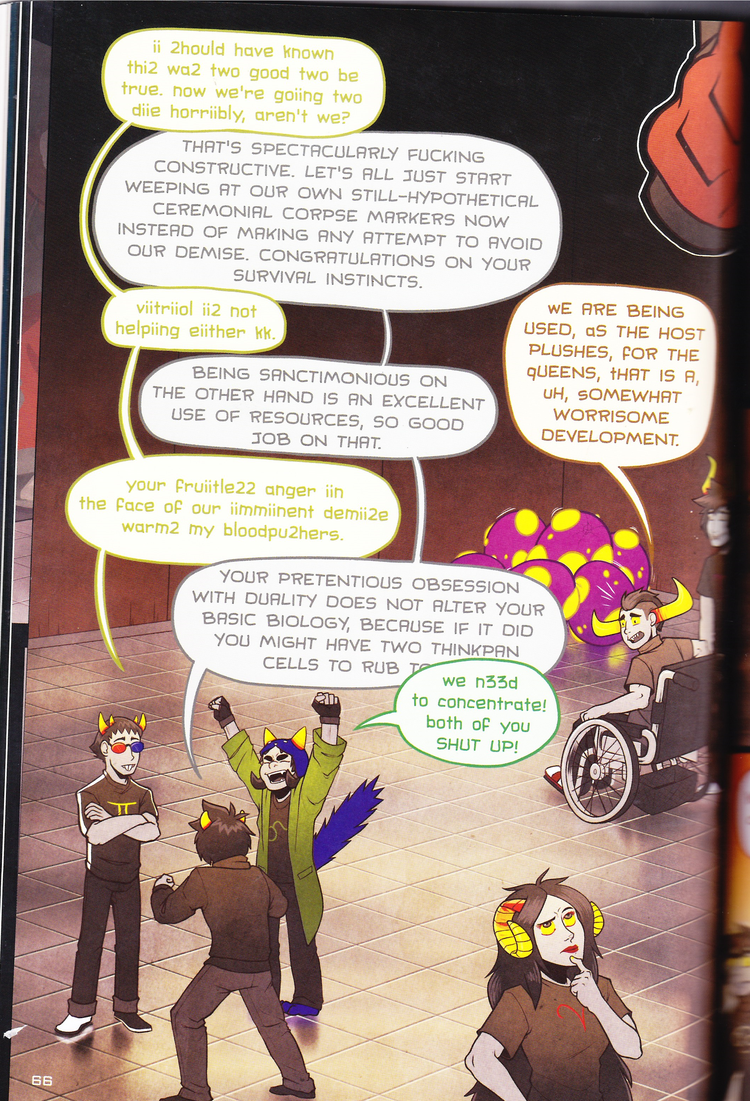 ii 2hould have known
thi2 wa2 two good two be
true. now we're goiing two
diie horriibly, aren't we?
THAT'S SPECTACULARLY FUCKING
CONSTRUCTIVE. LET'S ALL JUST START
WEEPING AT OUR OWN STILL-HYPOTHETICAL
CEREMONIAL CORPSE MARKERS NOW
INSTEAD OF MAKING ANY ATTEMPT TO AVOID
OUR DEMISE. CONGRATULATIONS ON YOUR
SURVIVAL INSTINCTS.
viitriiol ii2 not
helpiing eiither kk.
wE ARE BEING
USED, aS THE HOST
PLUSHES, fOR THE
qUEENS, tHAT IS A,
uH, sOMEWHAT
WORRISOME
DEVELOPMENT.
BEING SANCTIMONIOUS ON
THE OTHER HAND IS AN EXCELLENT
USE OF RESOURCES, SO GOOD
JOB ON THAT.
your fruiitle22 anger iin
the face of our iimmiinent demii2e
warm2 my bloodpu2hers.
YOUR PRETENTIOUS OBSESSION
WITH DUALITY DOES NOT ALTER YOUR
BASIC BIOLOGY, BECAUSE IF IT DID
YOU MIGHT HAVE TWO THINKPAN
CELLS TO RUB
we n33d
to concentrate!
both of you
SHUT UP!
66